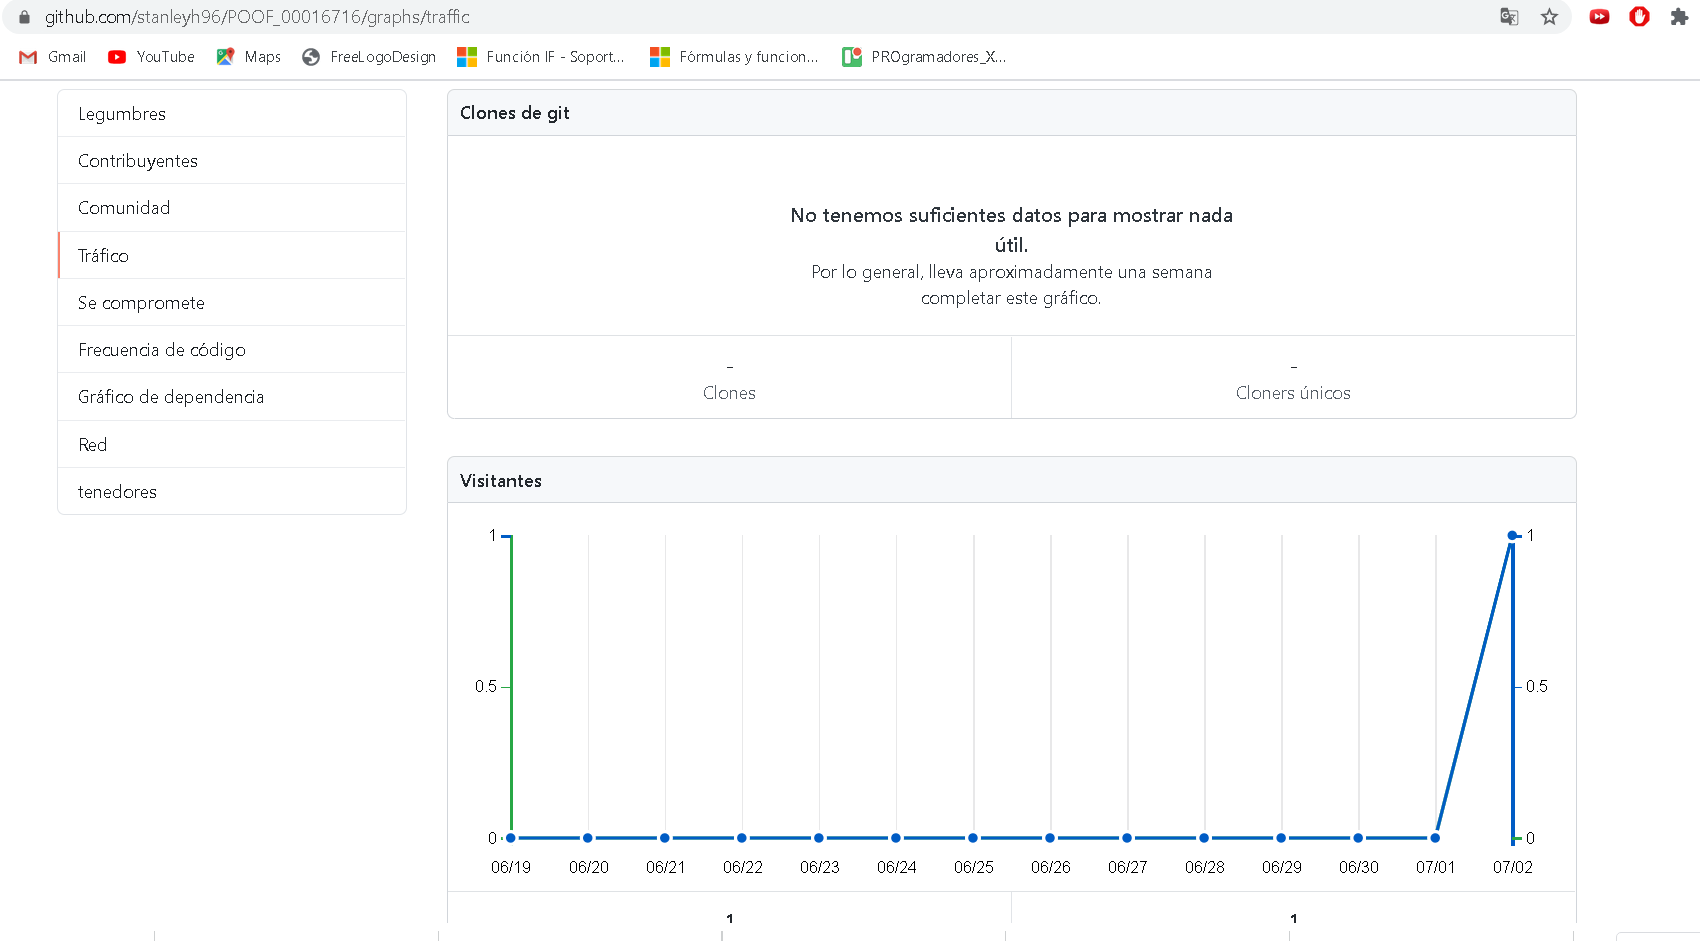 github.com/stanleyh96/POOF_00016716/graphs/traffic
Gmail YouTube Maps FreeLogoDesign Función IF - Soport... Fórmulas y funcion... PROgramadores_X...
Legumbres
Contribuyentes
Comunidad
Tráfico
Se compromete
Frecuencia de código
Gráfico de dependencia
Red
tenedores
Clones de git
No tenemos suficientes datos para mostrar nada
útil.
Por lo general, lleva aproximadamente una semana
completar este gráfico.
- -
Clones Cloners únicos
Visitantes
1 1
0.5 0.5
0 0
06/19 06/20 06/21 06/22 06/23 06/24 06/25 06/26 06/27 06/28 06/29 06/30 07/01 07/02
1 1